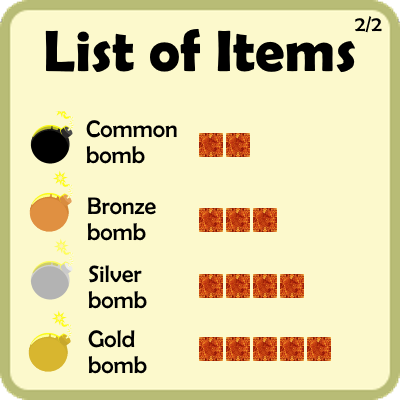 2/2
List of Items
Common
bomb
Bronze
bomb
Silver
bomb
Gold
bomb